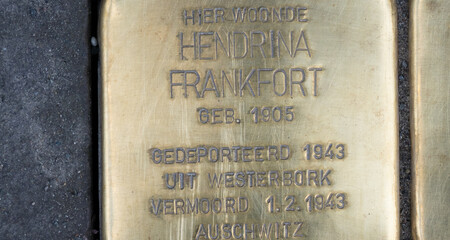 HIER WOONDE
HENDRINA
FRANKFORT
GEB. 1905
GEDEPORTEERD 1943
UIT WESTERBORK
VERMOORD 1.2.1943
AUSCHWITZ